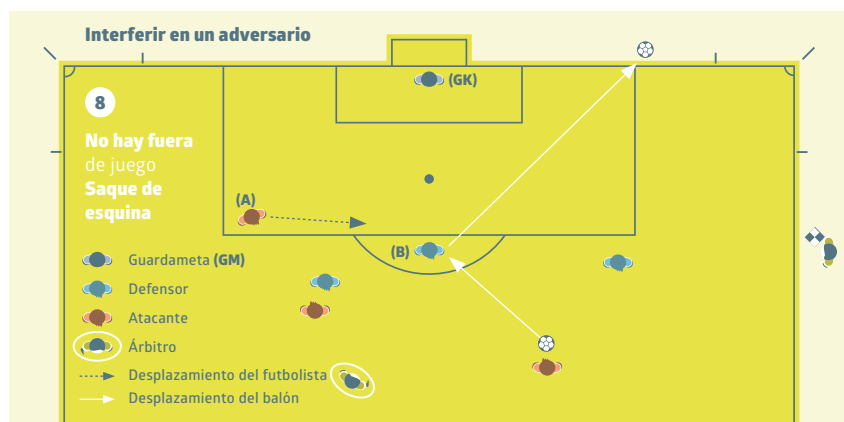 Interferir en un adversario
(GK)
8
No hay fuera
de juego
Saque de
esquina
(A)
(B)
Guardameta (GM)
Defensor
Atacante
Árbitro
Desplazamiento del futbolista
Desplazamiento del balón